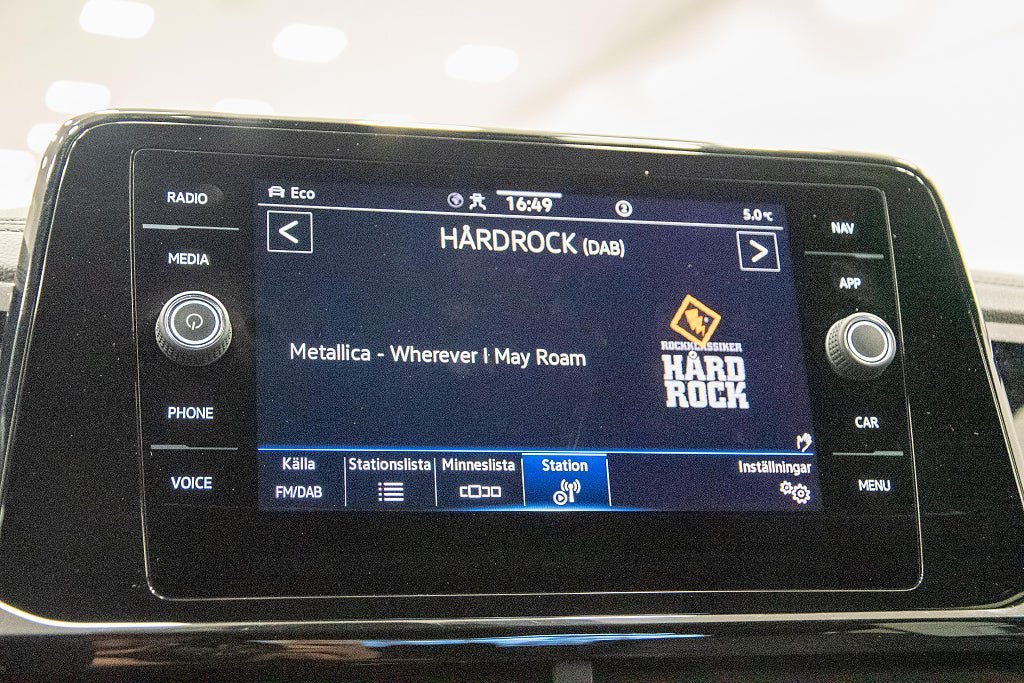 RADIO
MEDIA
PHONE
VOICE
Eco
16:49
2
5.0°C
HÅRDROCK (DAB)
Metallica - Wherever I May Roam
ROCKKLASSIKER
HÅRD
ROCK
Källa
FM/DAB
Stationslista
Minneslista
Station
Inställningar
NAV
APP
CAR
MENU